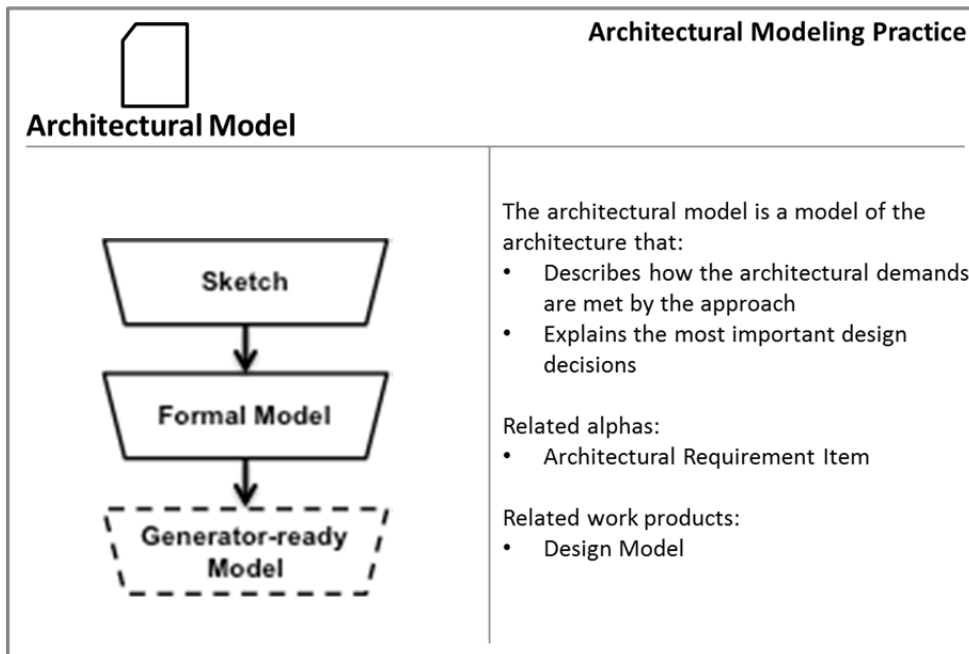 Architectural Modeling Practice
Architectural Model
Sketch
Formal Model
Generator-ready
Model
The architectural model is a model of the
architecture that:
• Describes how the architectural demands
are met by the approach
• Explains the most important design
decisions
Related alphas:
• Architectural Requirement Item
Related work products:
• Design Model